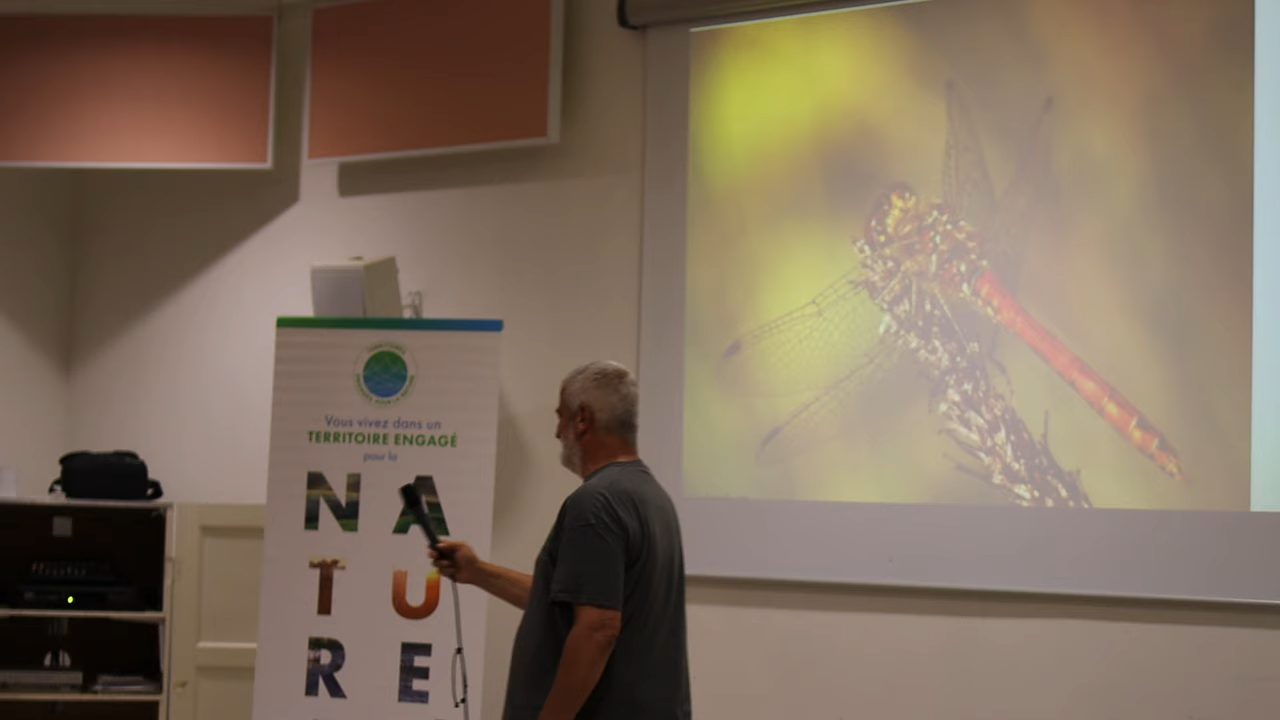 Vous vivez dans un
TERRITOIRE ENGAGÉ
pour la
NA
TU
RE